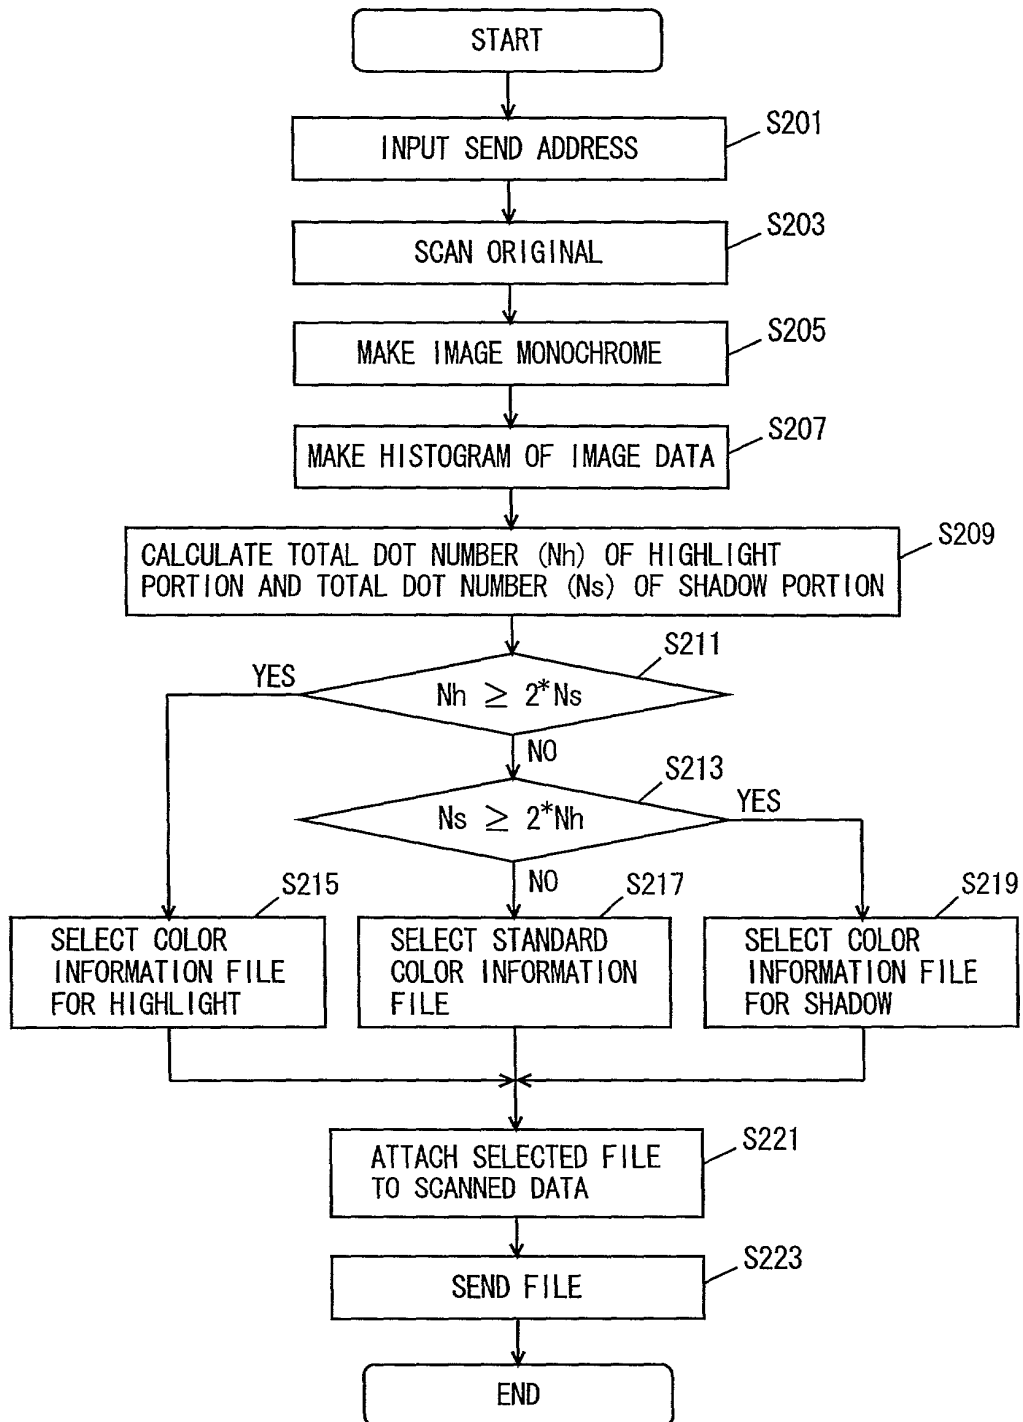 START
S201
INPUT SEND ADDRESS
S203
SCAN ORIGINAL
S205
MAKE IMAGE MONOCHROME
S207
MAKE HISTOGRAM OF IMAGE DATA
S209
CALCULATE TOTAL DOT NUMBER (Nh) OF HIGHLIGHT
PORTION AND TOTAL DOT NUMBER (Ns) OF SHADOW PORTION
S211
YES
Nh ≥ 2*Ns
NO
S213
YES
Ns ≥ 2*Nh
NO
S215
SELECT COLOR
INFORMATION FILE
FOR HIGHLIGHT
S217
SELECT STANDARD
COLOR INFORMATION
FILE
S219
SELECT COLOR
INFORMATION FILE
FOR SHADOW
S221
ATTACH SELECTED FILE
TO SCANNED DATA
S223
SEND FILE
END